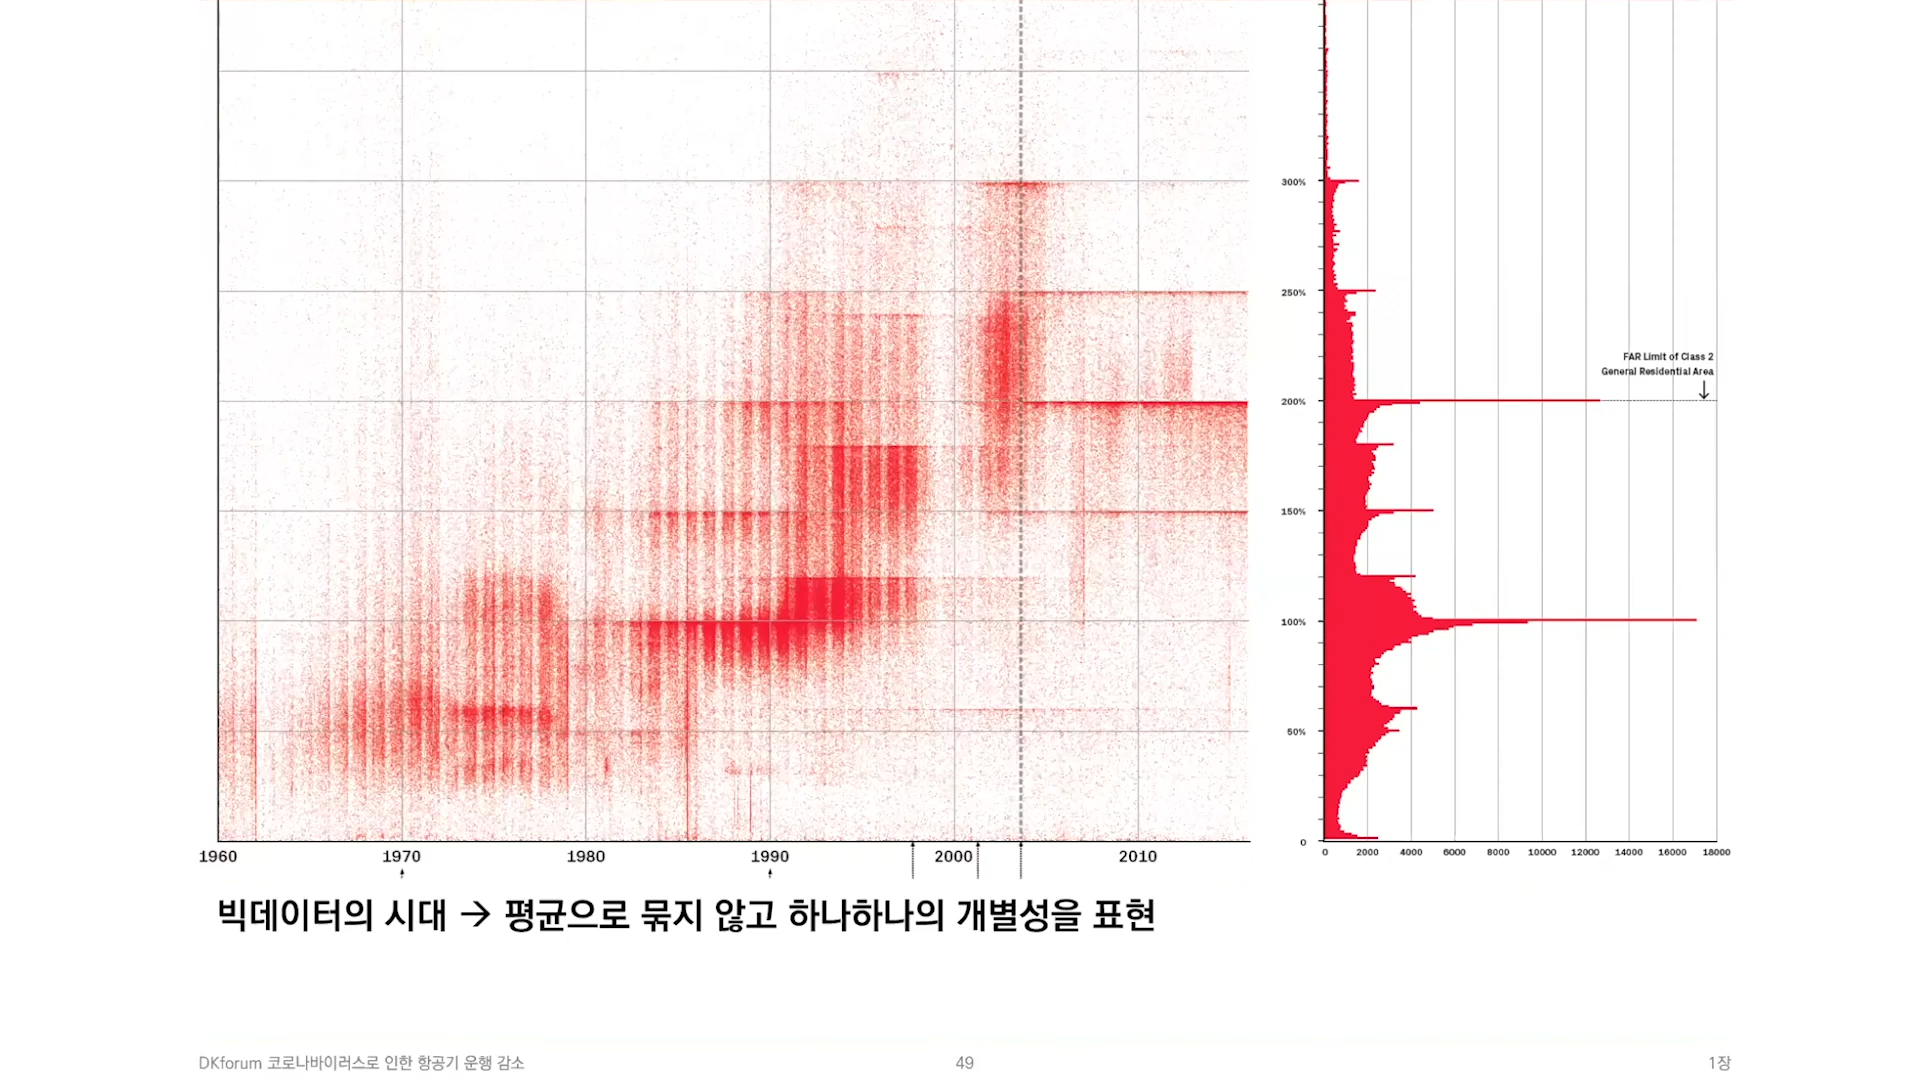 300%
250%
FAR Limit of Class 2
General Residential Area
200%
150%
100%
50%
0
0 2000 4000 6000 8000 10000 12000 14000 16000 18000
1960 1970 1980 1990 2000 2010
빅데이터의 시대 → 평균으로 묶지 않고 하나하나의 개별성을 표현
DKforum 코로나바이러스로 인한 항공기 운행 감소
49
1장